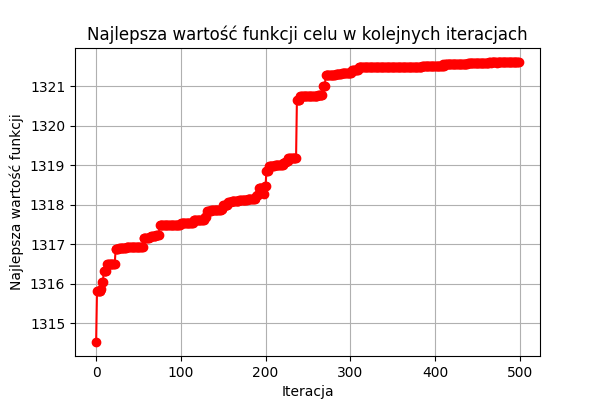 Najlepsza wartość funkcji celu w kolejnych iteracjach
1321
1320
1319
1318
1317
1316
1315
Najlepsza wartość funkcji
0 100 200 300 400 500
Iteracja